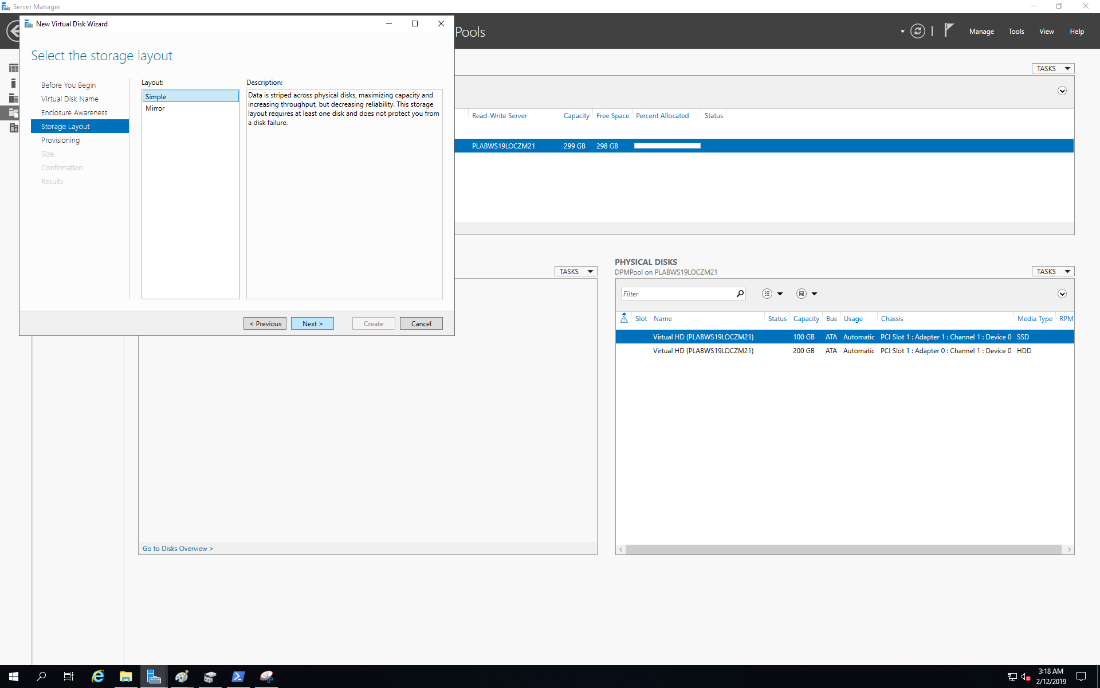 Server Manager
New Virtual Disk Wizard
Pools
Manage Tools View Help
Select the storage layout
Before You Begin
Virtual Disk Name
Enclosure Awareness
Storage Layout
Provisioning
Size
Confirmation
Results
Layout:
Simple
Mirror
Description:
Data is striped across physical disks, maximizing capacity and
increasing throughput, but decreasing reliability. This storage
layout requires at least one disk and does not protect you from
a disk failure.
< Previous Next > Create Cancel
TASKS
Read-Write Server Capacity Free Space Percent Allocated Status
PLABWS19LOCZM21 299 GB 298 GB
TASKS
Go to Disks Overview >
PHYSICAL DISKS
DPMPool on PLABWS19LOCZM21
TASKS
Filter
Slot Name Status Capacity Bus Usage Chassis Media Type RPM
Virtual HD (PLABWS19LOCZM21) 100 GB ATA Automatic PCI Slot 1 : Adapter 1 : Channel 1 : Device 0 SSD
Virtual HD (PLABWS19LOCZM21) 200 GB ATA Automatic PCI Slot 1 : Adapter 0 : Channel 1 : Device 0 HDD
3:18 AM
2/12/2019